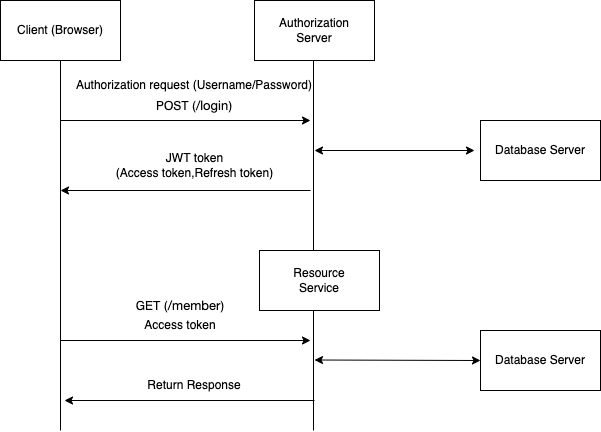 Client (Browser)
Authorization
Server
Authorization request (Username/Password)
POST (/login)
Database Server
JWT token
(Access token,Refresh token)
Resource
Service
GET (/member)
Access token
Database Server
Return Response